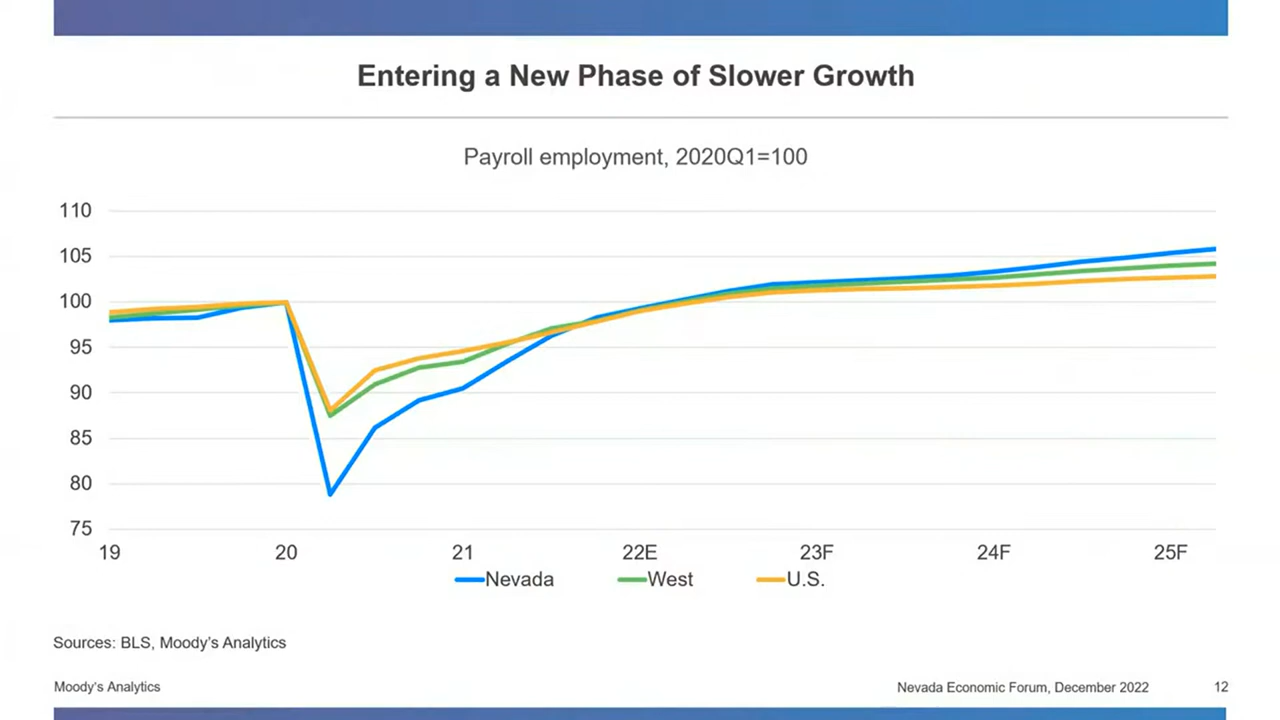 Entering a New Phase of Slower Growth
Payroll employment, 2020Q1=100
110
105
100
95
90
85
80
75
19 20 21 22E 23F 24F 25F
Nevada West U.S.
Sources: BLS, Moody's Analytics
Moody's Analytics Nevada Economic Forum, December 2022 12